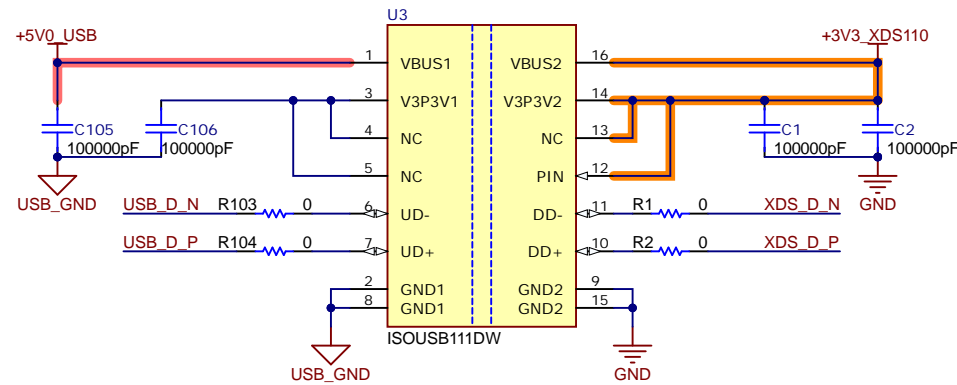 U3
+5V0_USB
+3V3_XDS110
1 VBUS1 VBUS2 16
3 V3P3V1 V3P3V2 14
C105 C106 4 NC NC 13 C1 C2
100000pF 100000pF 100000pF 100000pF
5 NC PIN 12
USB_GND GND
USB_D_N R103 0 6 UD- DD- 11 R1 0 XDS_D_N
USB_D_P R104 0 7 UD+ DD+ 10 R2 0 XDS_D_P
2 GND1 GND2 9
8 GND1 GND2 15
ISOUSB111DW
USB_GND GND